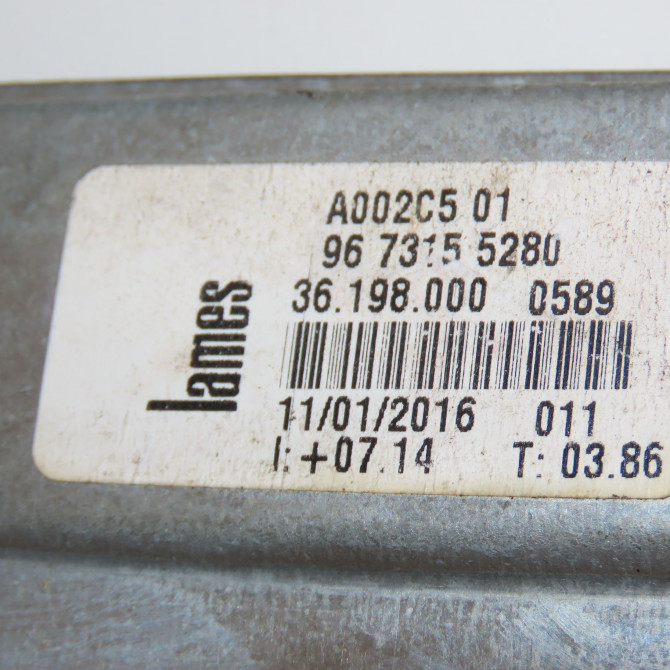 A002C5 01
96 7315 5280
36.198.000 0589
lames
11/01/2016 011
I: +07.14 T: 03.86